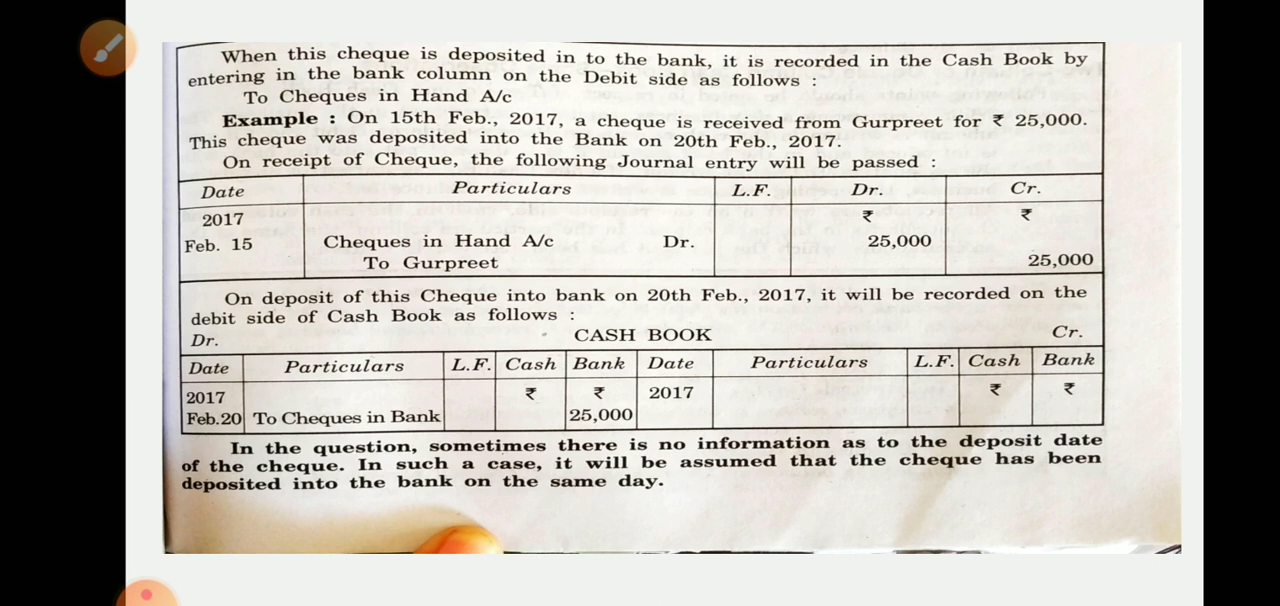 When this cheque is deposited in to the bank, it is recorded in the Cash Book by
entering in the bank column on the Debit side as follows :
To Cheques in Hand A/c
Example : On 15th Feb., 2017, a cheque is received from Gurpreet for ₹ 25,000.
This cheque was deposited into the Bank on 20th Feb., 2017.
On receipt of Cheque, the following Journal entry will be passed :
Date Particulars L.F. Dr. Cr.
2017 ₹ ₹
Feb. 15 Cheques in Hand A/c Dr. 25,000
To Gurpreet 25,000
On deposit of this Cheque into bank on 20th Feb., 2017, it will be recorded on the
debit side of Cash Book as follows :
Dr. CASH BOOK Cr.
Date Particulars L.F. Cash Bank Date Particulars L.F. Cash Bank
2017 ₹ ₹ 2017 ₹ ₹
Feb.20 To Cheques in Bank 25,000
In the question, sometimes there is no information as to the deposit date
of the cheque. In such a case, it will be assumed that the cheque has been
deposited into the bank on the same day.